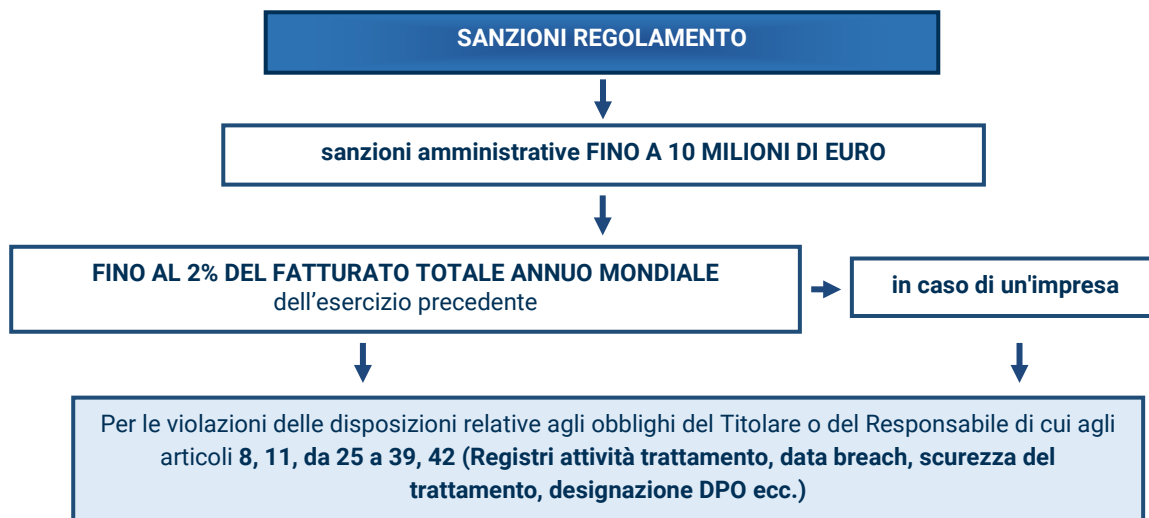 SANZIONI REGOLAMENTO
sanzioni amministrative FINO A 10 MILIONI DI EURO
FINO AL 2% DEL FATTURATO TOTALE ANNUO MONDIALE
dell’esercizio precedente
in caso di un'impresa
Per le violazioni delle disposizioni relative agli obblighi del Titolare o del Responsabile di cui agli
articoli 8, 11, da 25 a 39, 42 (Registri attività trattamento, data breach, scurezza del
trattamento, designazione DPO ecc.)